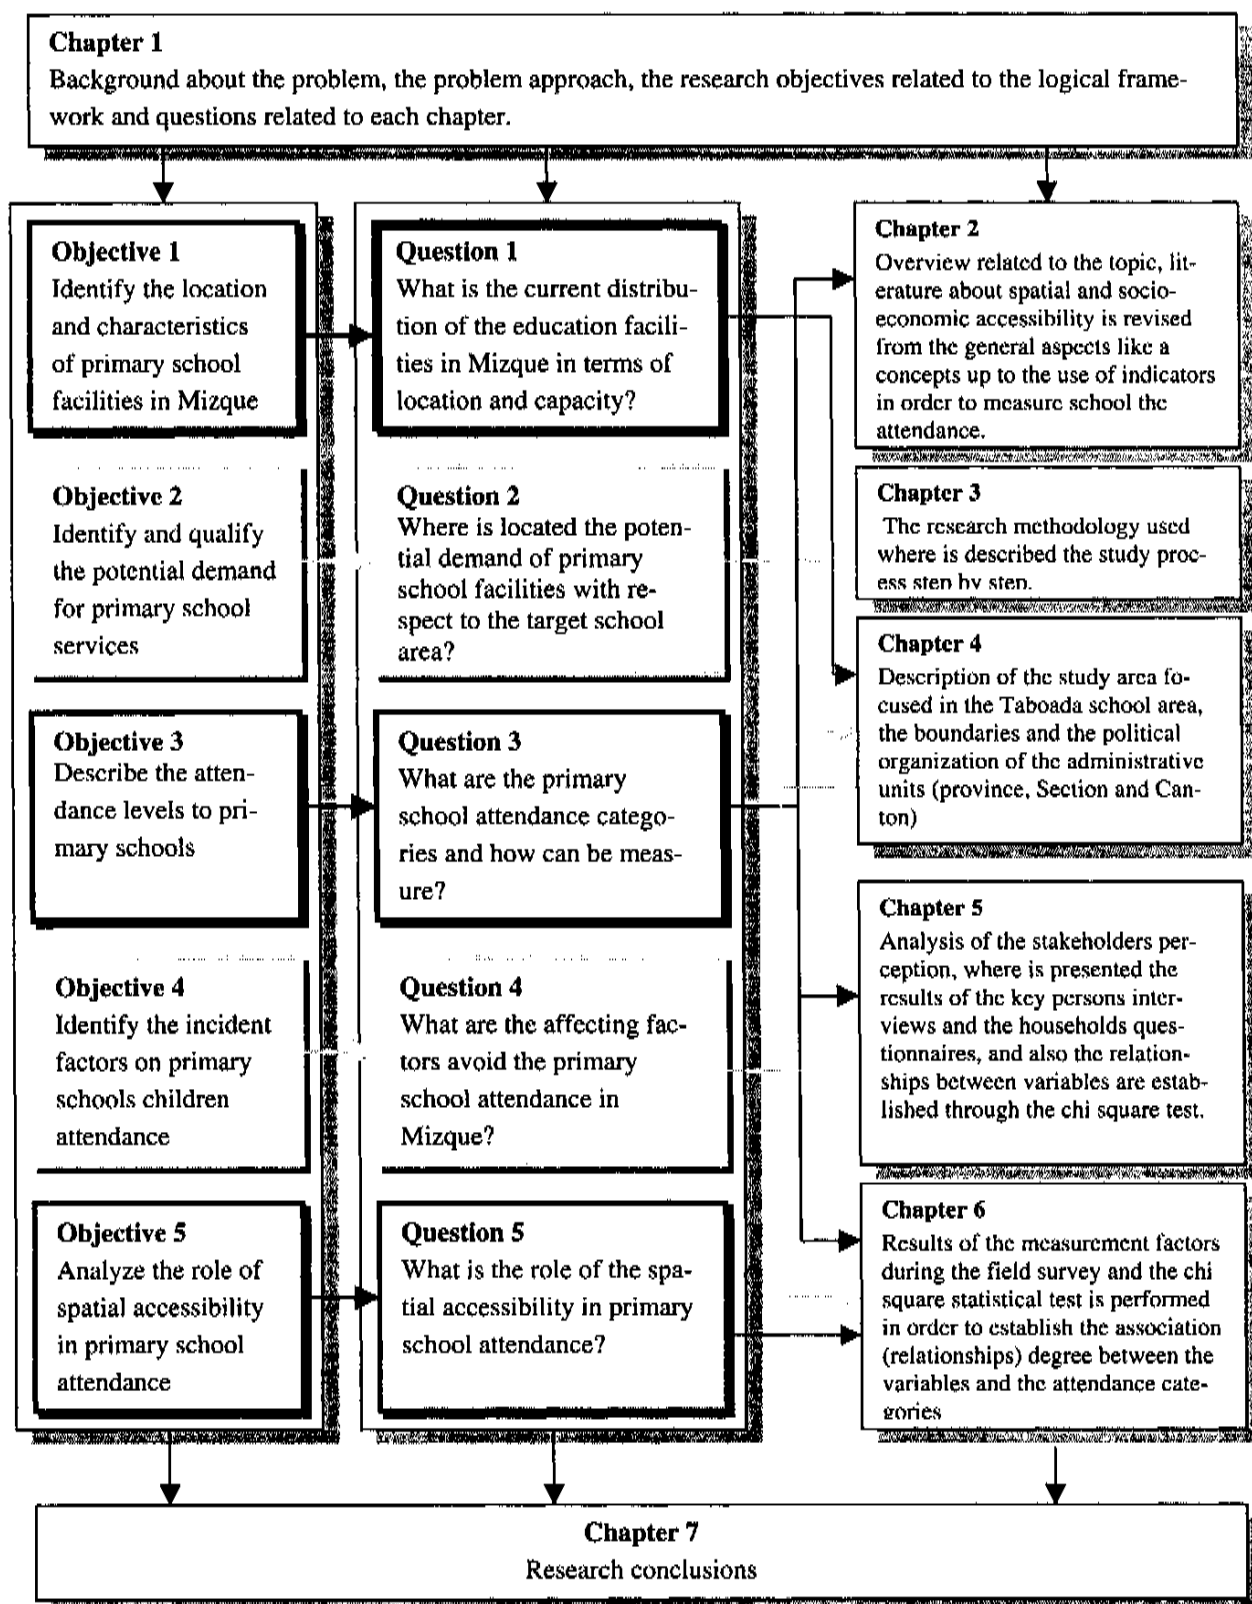 Chapter 1
Background about the problem, the problem approach, the research objectives related to the logical frame-
work and questions related to each chapter.
Objective 1
Identify the location
and characteristics
of primary school
facilities in Mizque
Objective 2
Identify and qualify
the potential demand
for primary school
services
Objective 3
Describe the atten-
dance levels to pri-
mary schools
Objective 4
Identify the incident
factors on primary
schools children
attendance
Objective 5
Analyze the role of
spatial accessibility
in primary school
attendance
Question 1
What is the current distribu-
tion of the education facili-
ties in Mizque in terms of
location and capacity?
Question 2
Where is located the poten-
tial demand of primary
school facilities with re-
spect to the target school
area?
Question 3
What are the primary
school attendance catego-
ries and how can be meas-
ure?
Question 4
What are the affecting fac-
tors avoid the primary
school attendance in
Mizque?
Question 5
What is the role of the spa-
tial accessibility in primary
school attendance?
Chapter 2
Overview related to the topic, lit-
erature about spatial and socio-
economic accessibility is revised
from the general aspects like a
concepts up to the use of indicators
in order to measure school the
attendance.
Chapter 3
The research methodology used
where is described the study proc-
ess step by step.
Chapter 4
Description of the study area fo-
cused in the Taboada school area,
the boundaries and the political
organization of the administrative
units (province, Section and Can-
ton)
Chapter 5
Analysis of the stakeholders per-
ception, where is presented the
results of the key persons inter-
views and the households ques-
tionnaires, and also the relation-
ships between variables are estab-
lished through the chi square test.
Chapter 6
Results of the measurement factors
during the field survey and the chi
square statistical test is performed
in order to establish the association
(relationships) degree between the
variables and the attendance cate-
gories
Chapter 7
Research conclusions